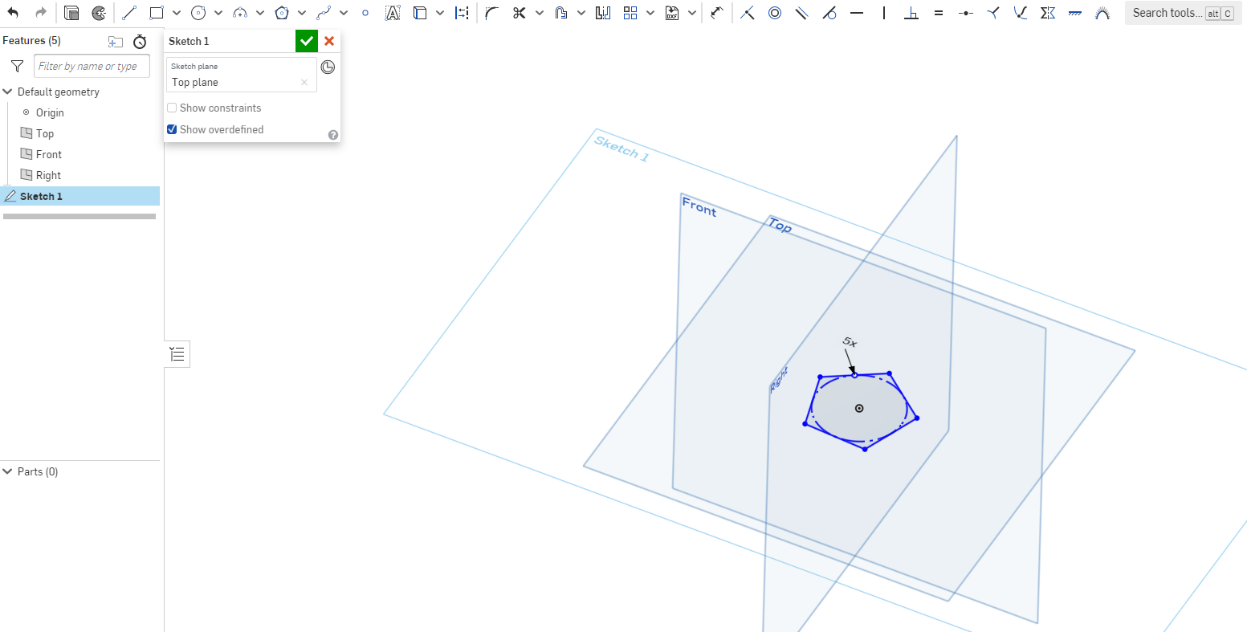 Search tools... alt C
Features (5)
Filter by name or type
Default geometry
Origin
Top
Front
Right
Sketch 1
Parts (0)
Sketch 1
Sketch plane
Top plane
Show constraints
Show overdefined
Sketch 1
Front
Top
Right
5x